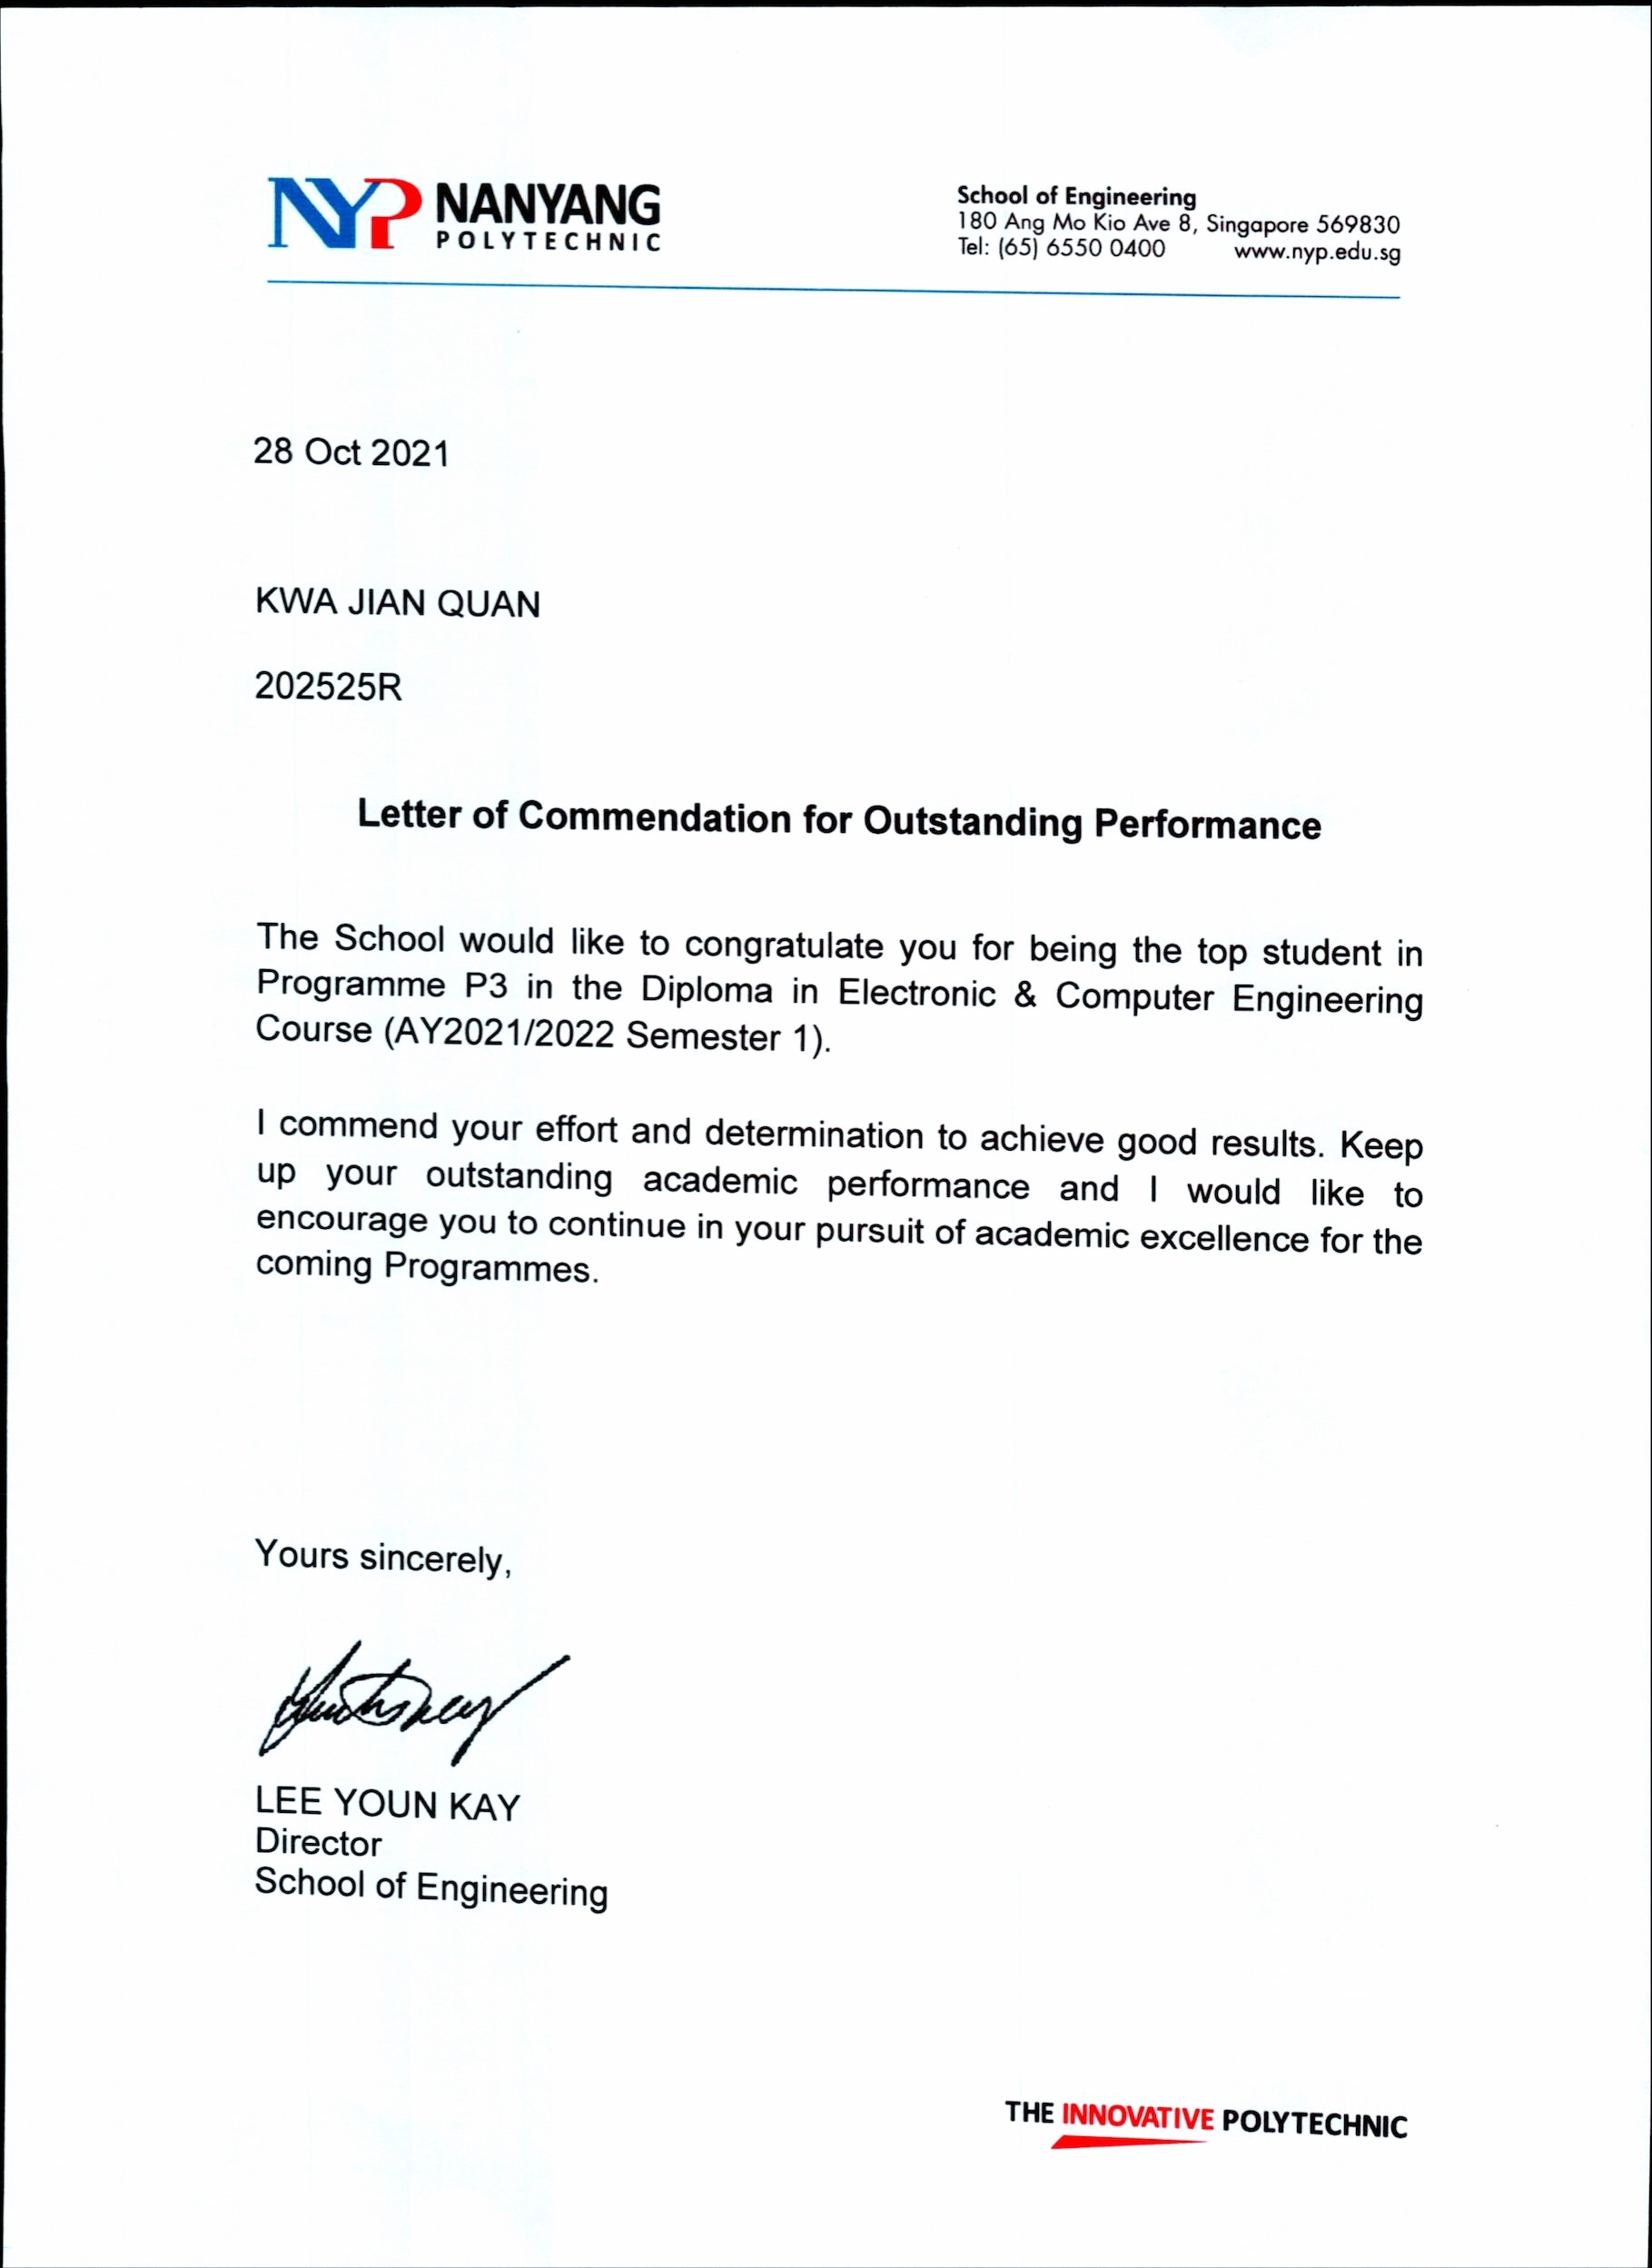 NYP NANYANG
POLYTECHNIC
School of Engineering
180 Ang Mo Kio Ave 8, Singapore 569830
Tel: (65) 6550 0400 www.nyp.edu.sg
28 Oct 2021
KWA JIAN QUAN
202525R
Letter of Commendation for Outstanding Performance
The School would like to congratulate you for being the top student in
Programme P3 in the Diploma in Electronic & Computer Engineering
Course (AY2021/2022 Semester 1).
I commend your effort and determination to achieve good results. Keep
up your outstanding academic performance and I would like to
encourage you to continue in your pursuit of academic excellence for the
coming Programmes.
Yours sincerely,
LEE YOUN KAY
Director
School of Engineering
THE INNOVATIVE POLYTECHNIC